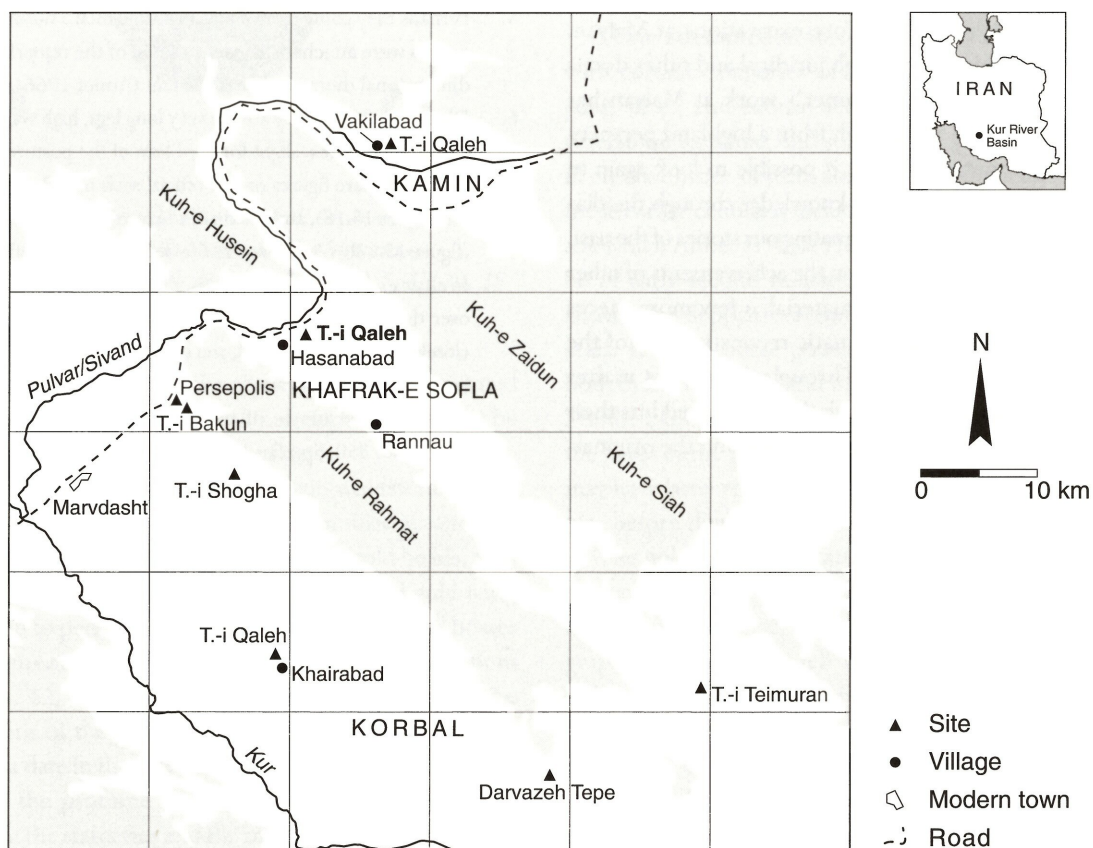 Vakilabad
T.-i Qaleh
KAMIN
Kuh-e Husein
Kuh-e Zaidun
T.-i Qaleh
Hasanabad
Pulvar/Sivand
Persepolis
KHAFRAK-E SOFLA
T.-i Bakun
Rannau
T.-i Shogha
Marvdasht
Kuh-e Rahmat
Kuh-e Siah
T.-i Qaleh
Khairabad
T.-i Teimuran
KORBAL
Kur
Darvazeh Tepe
IRAN
Kur River
Basin
N
0 10 km
Site
Village
Modern town
Road